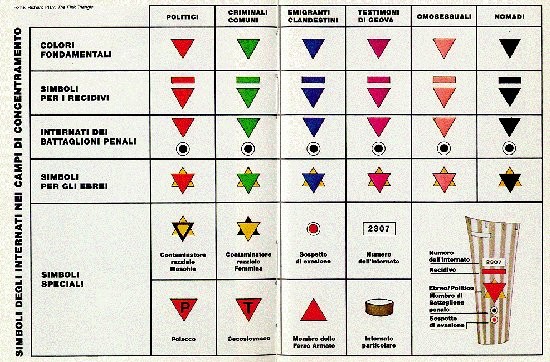 SIMBOLI DEGLI INTERNATI NEI CAMPI DI CONCENTRAMENTO
POLITICI
CRIMINALI
COMUNI
EMIGRANTI
CLANDESTINI
TESTIMONI
DI GEOVA
OMOSESSUALI
NOMADI
COLORI
FONDAMENTALI
SIMBOLI
PER I RECIDIVI
INTERNATI DEI
BATTAGLIONI PENALI
SIMBOLI
PER GLI EBREI
SIMBOLI
SPECIALI
Contaminatore
razziale
Maschio
Contaminatore
razziale
Femmina
Sospetto
di evasione
2307
Numero
dell'internato
P
Polacco
T
Cecoslovacco
Membro delle
Forze Armate
Internato
particolare
Numero
dell'internato
2307
Recidivo
Ebreo/Politico
Membro di
Battaglione
penale
Sospetto
di evasione